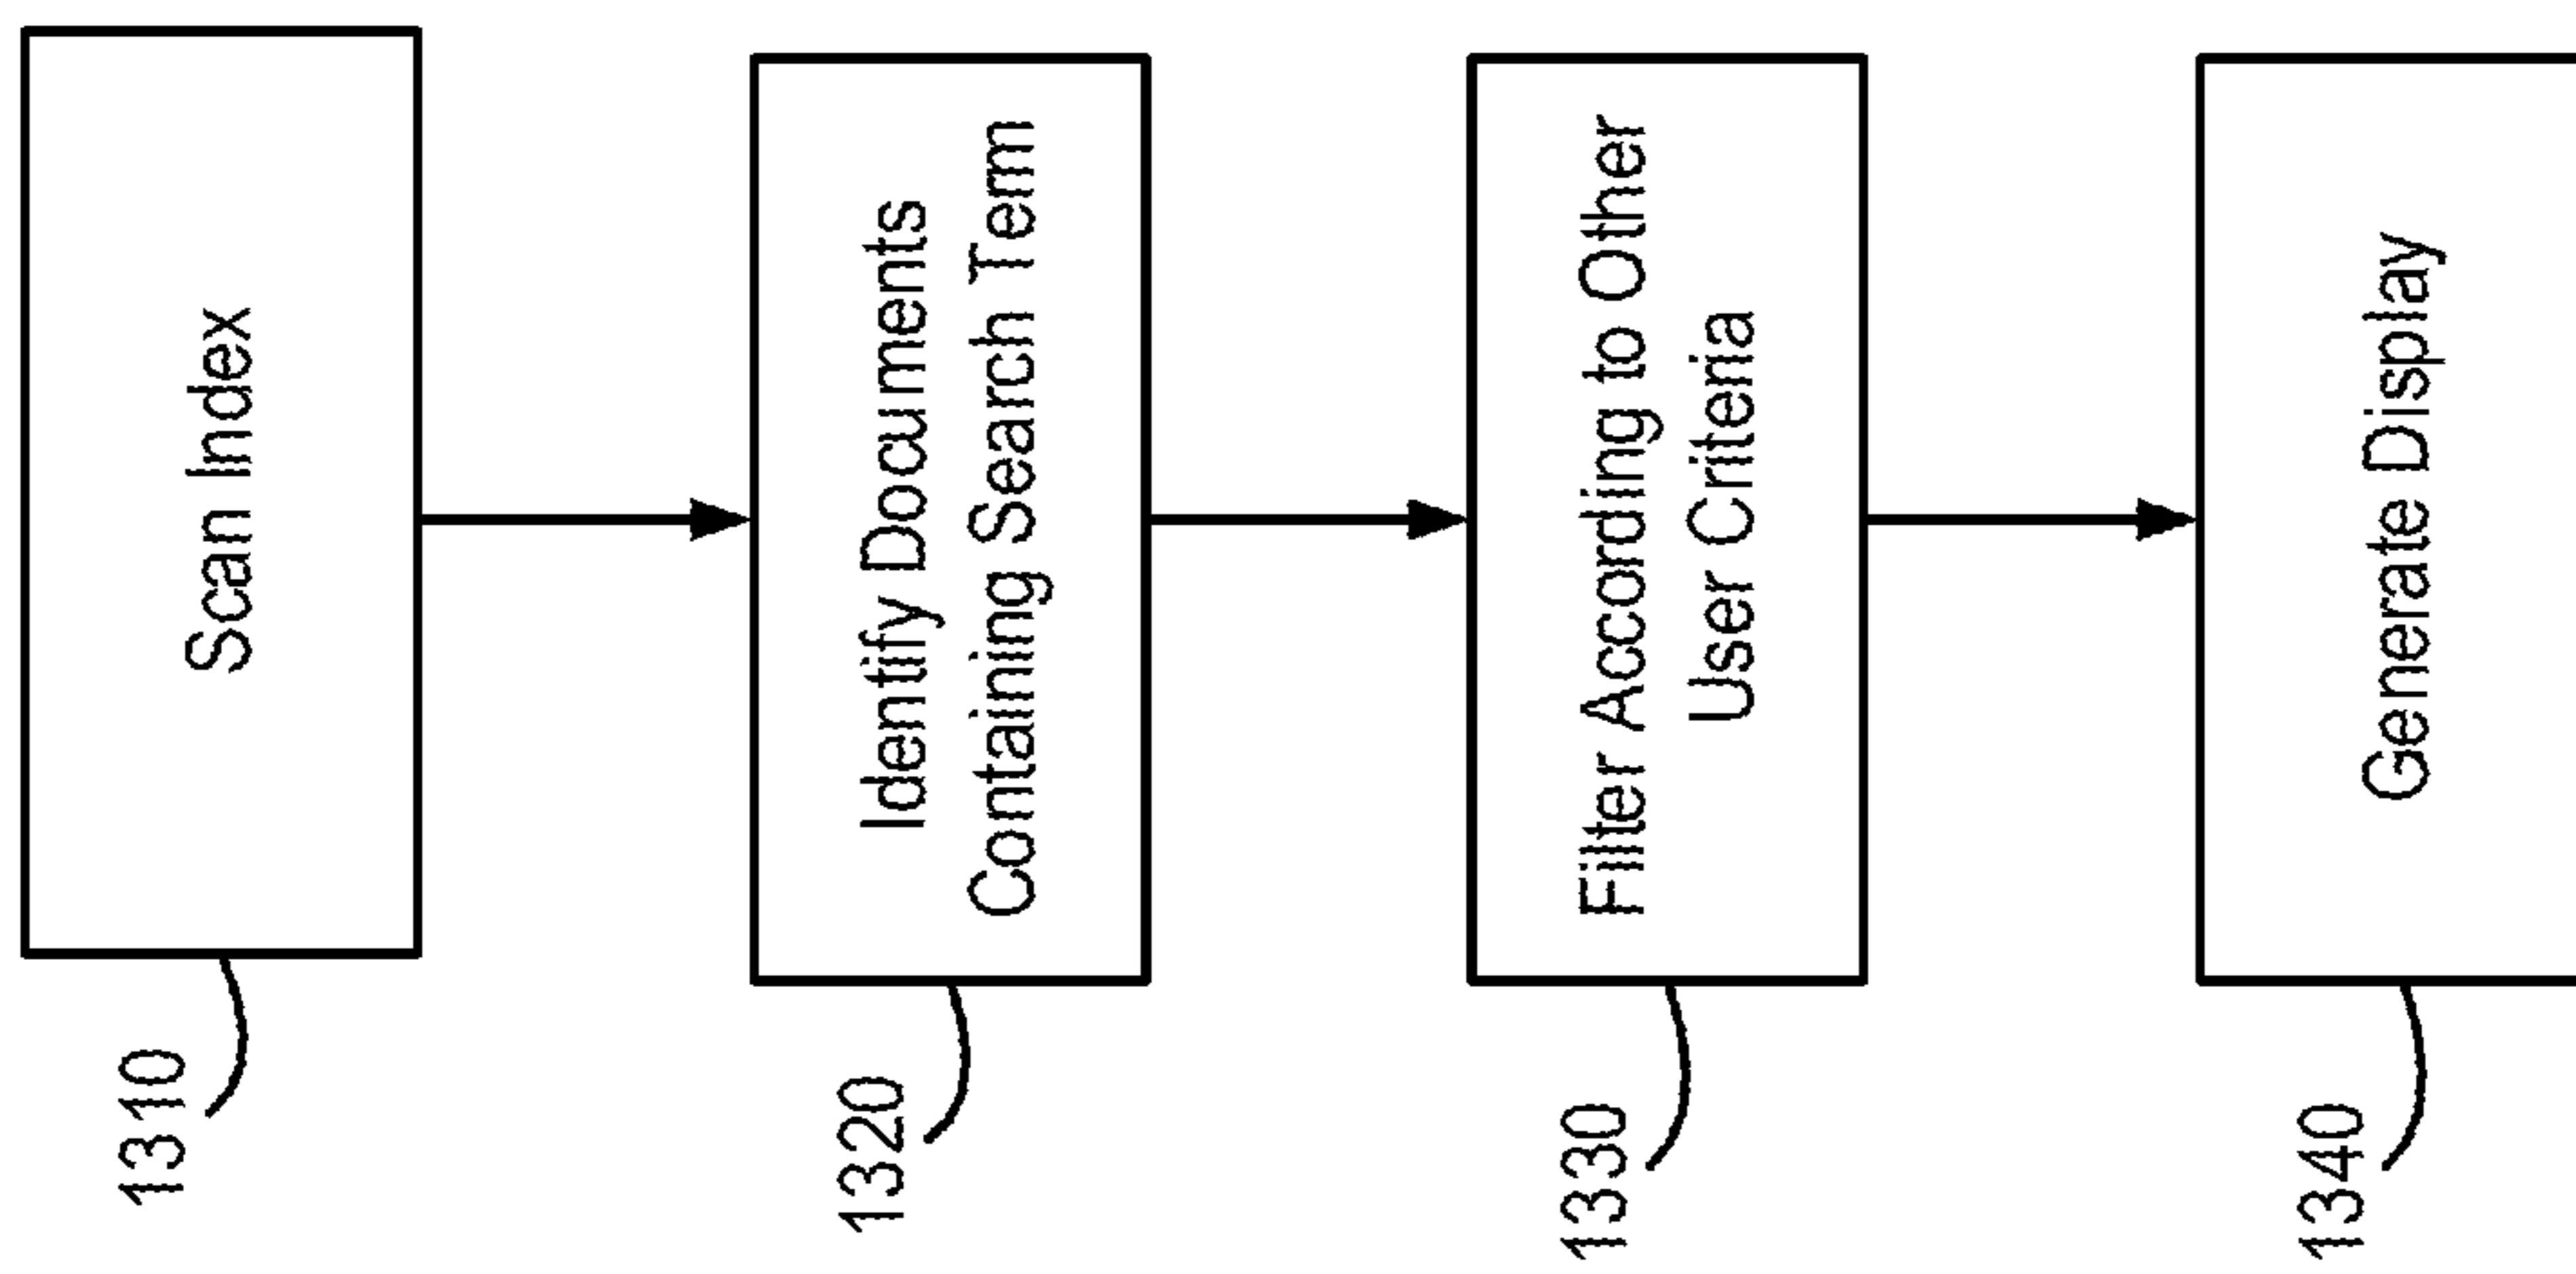 1310
Scan Index
1320
Identify Documents
Containing Search Term
1330
Filter According to Other
User Criteria
1340
Generate Display